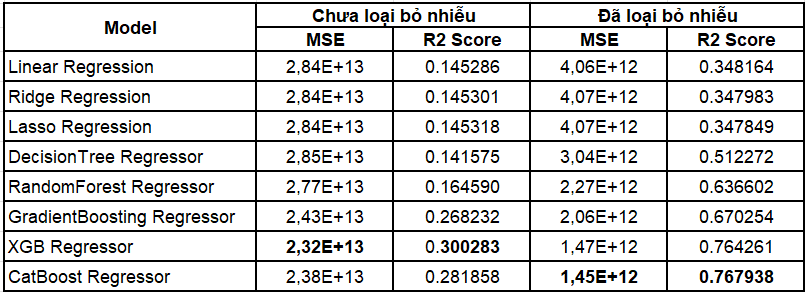 Model Chưa loại bỏ nhiễu Đã loại bỏ nhiễu
MSE R2 Score MSE R2 Score
Linear Regression 2,84E+13 0.145286 4,06E+12 0.348164
Ridge Regression 2,84E+13 0.145301 4,07E+12 0.347983
Lasso Regression 2,84E+13 0.145318 4,07E+12 0.347849
DecisionTree Regressor 2,85E+13 0.141575 3,04E+12 0.512272
RandomForest Regressor 2,77E+13 0.164590 2,27E+12 0.636602
GradientBoosting Regressor 2,43E+13 0.268232 2,06E+12 0.670254
XGB Regressor 2,32E+13 0.300283 1,47E+12 0.764261
CatBoost Regressor 2,38E+13 0.281858 1,45E+12 0.767938